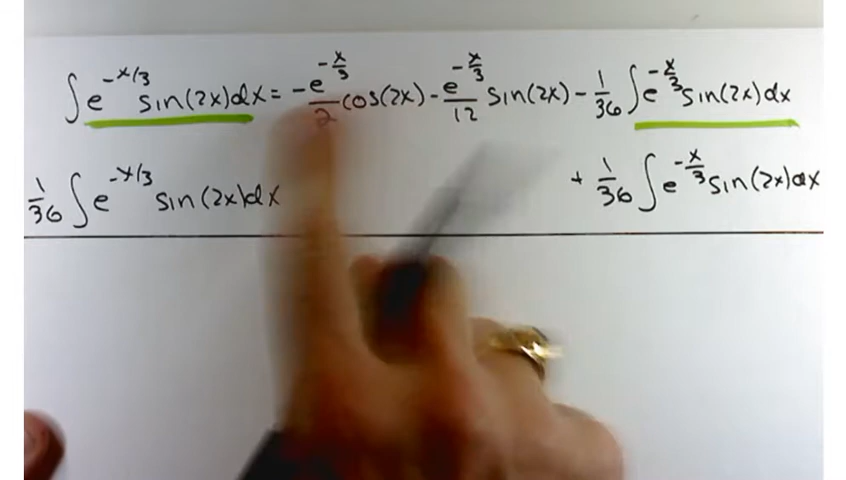 ∫ e^{-x/3} sin(2x)dx = - e^{-x/3}/2 cos(2x) - e^{-x/3}/12 sin(2x) - 1/36 ∫ e^{-x/3} sin(2x)dx
1/36 ∫ e^{-x/3} sin(2x)dx + 1/36 ∫ e^{-x/3} sin(2x)dx